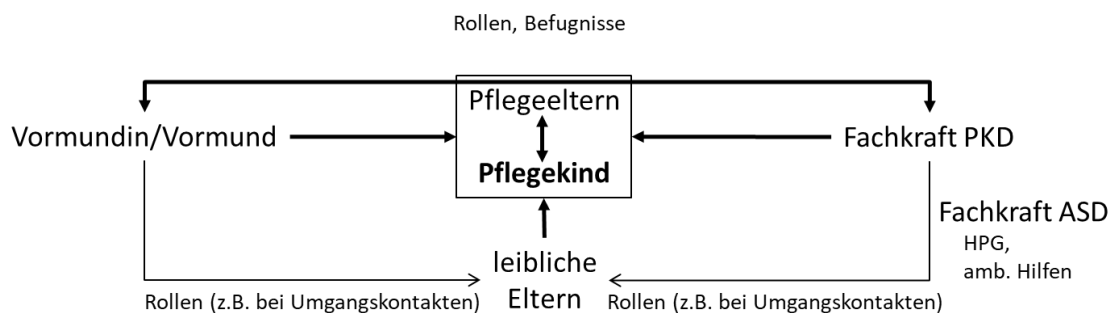 Rollen, Befugnisse
Pflegeeltern
Vormundin/Vormund
Fachkraft PKD
Pflegekind
Fachkraft ASD
HPG,
amb. Hilfen
leibliche
Eltern
Rollen (z.B. bei Umgangskontakten)
Rollen (z.B. bei Umgangskontakten)